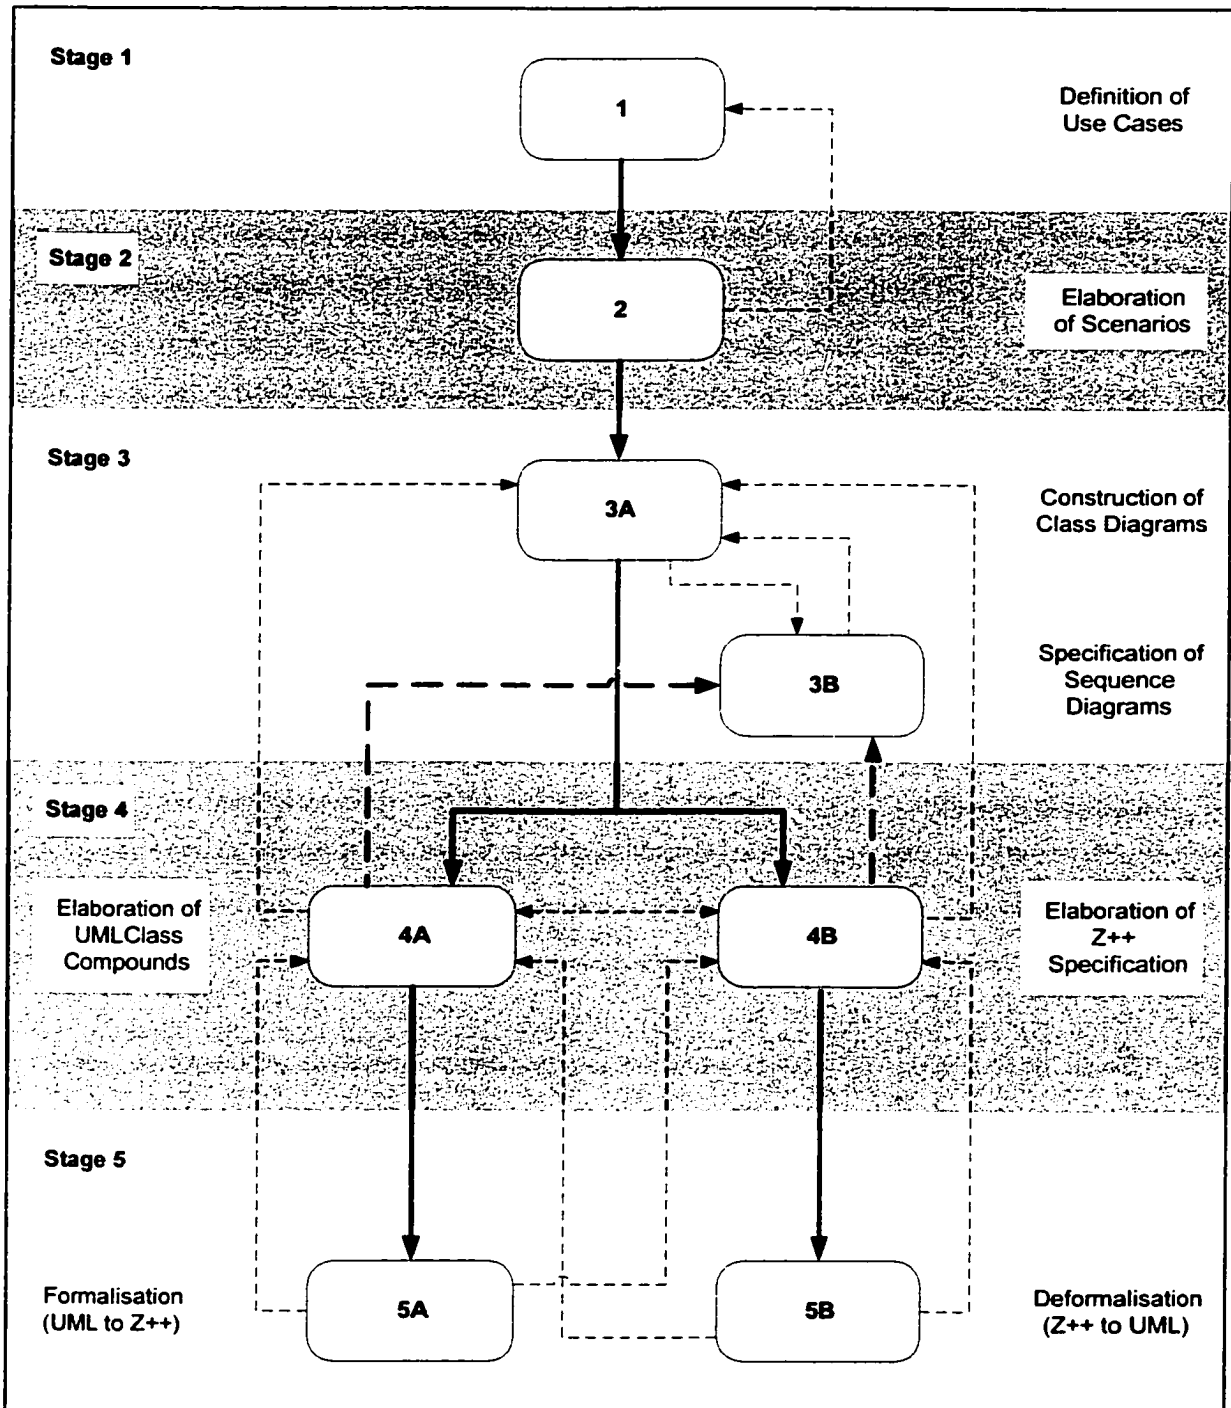 Stage 1
1
Definition of
Use Cases
Stage 2
2
Elaboration
of Scenarios
Stage 3
3A
Construction of
Class Diagrams
3B
Specification of
Sequence
Diagrams
Stage 4
Elaboration of
UMLClass
Compounds
4A
4B
Elaboration of
Z++
Specification
Stage 5
Formalisation
(UML to Z++)
5A
5B
Deformalisation
(Z++ to UML)